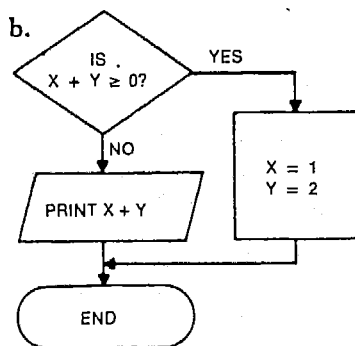 b.
IS
X + Y ≥ 0?
YES
NO
X = 1
Y = 2
PRINT X + Y
END